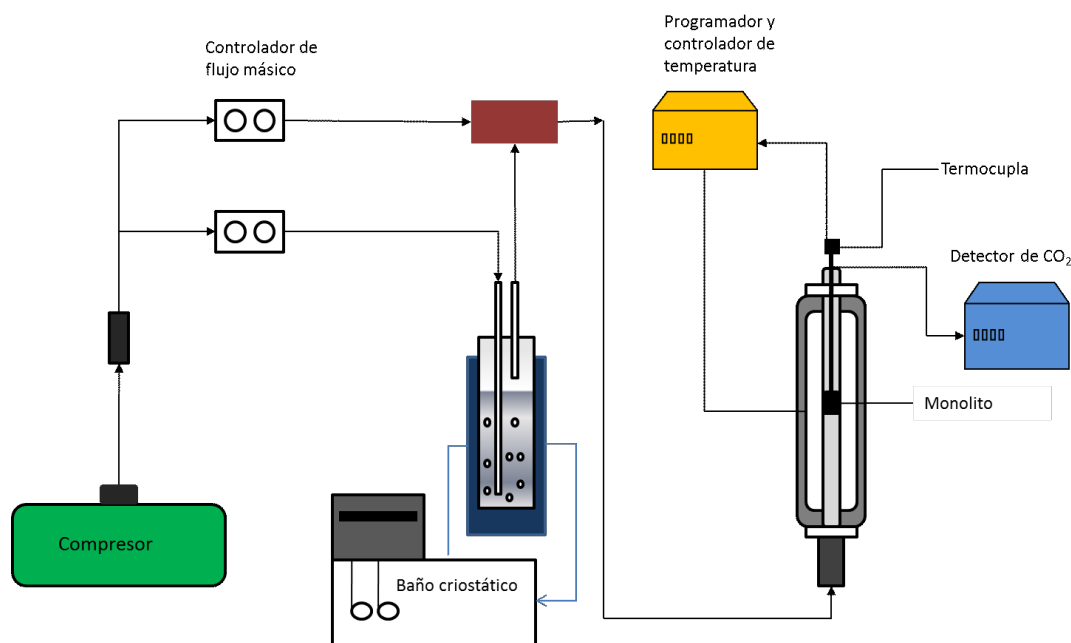 Controlador de
flujo másico
Programador y
controlador de
temperatura
Termocupla
Detector de CO₂
Monolito
Compresor
Baño criostático